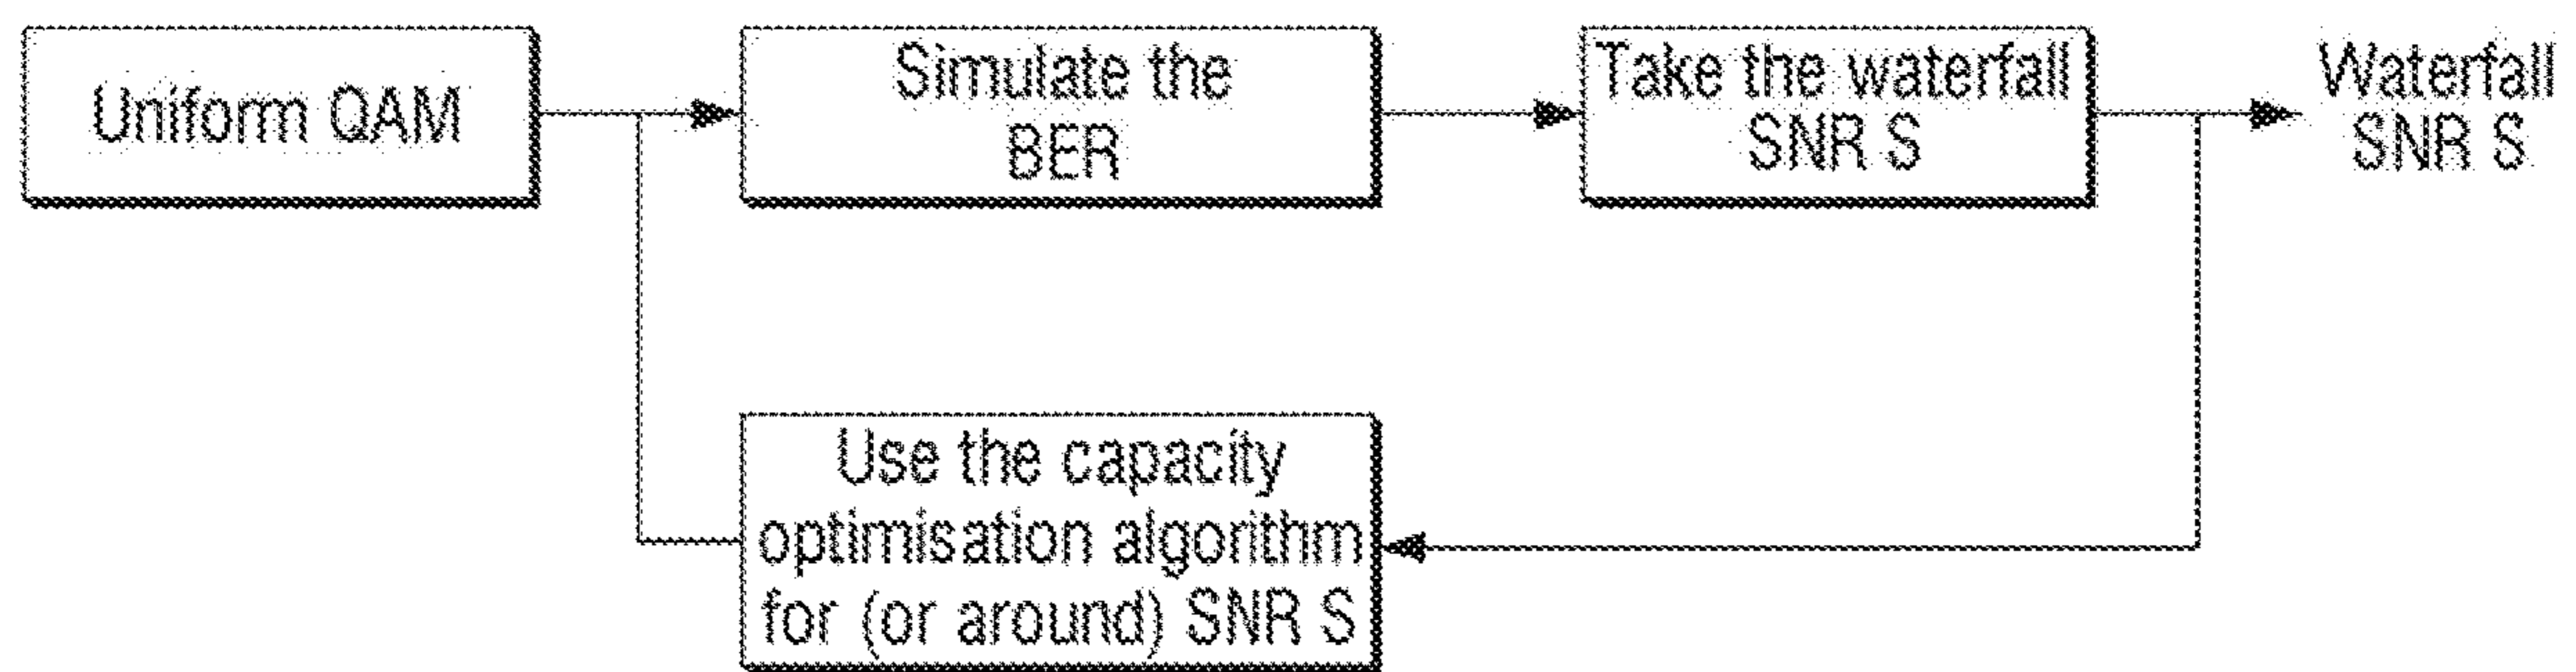 Uniform QAM
Simulate the
BER
Take the waterfall
SNR S
Waterfall
SNR S
Use the capacity
optimisation algorithm
for (or around) SNR S